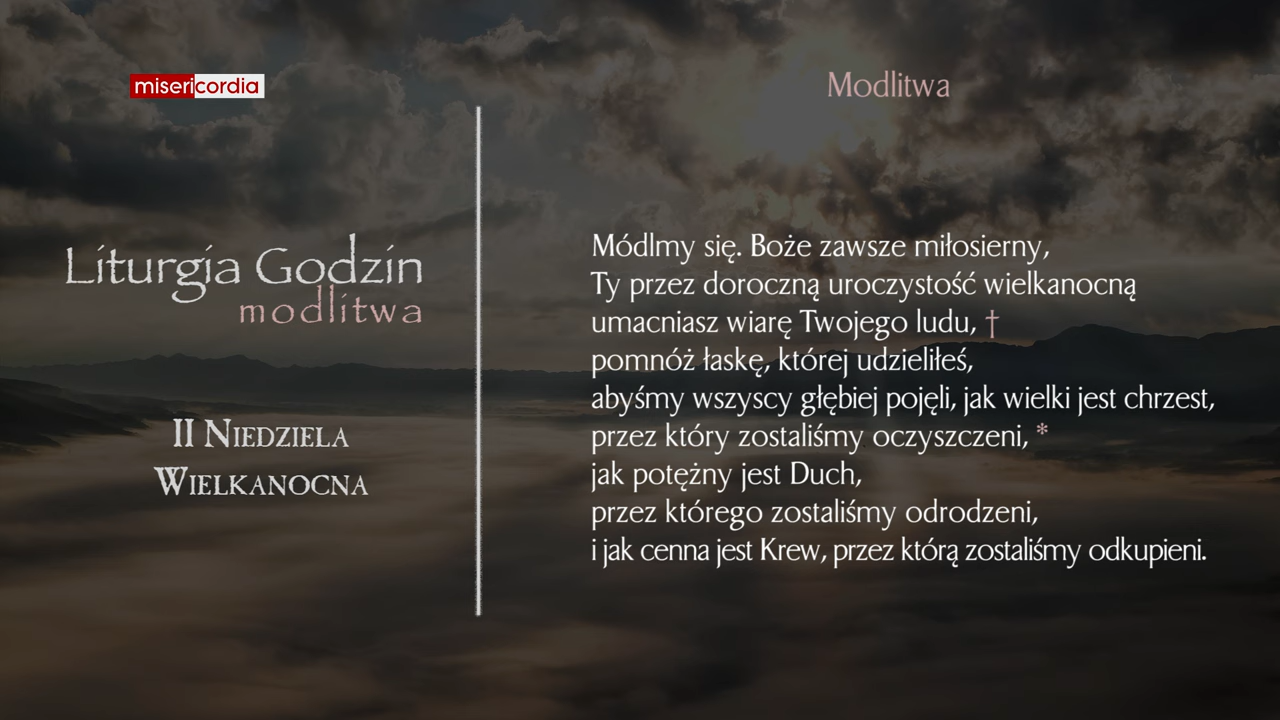 misericordia
Liturgia Godzin
modlitwa
II Niedziela
Wielkanocna
Modlitwa
Módlmy się. Boże zawsze miłosierny,
Ty przez doroczną uroczystość wielkanocną
umacniasz wiarę Twojego ludu, †
pomnóż łaskę, której udzieliłeś,
abyśmy wszyscy głębiej pojęli, jak wielki jest chrzest,
przez który zostaliśmy oczyszczeni, *
jak potężny jest Duch,
przez którego zostaliśmy odrodzeni,
i jak cenna jest Krew, przez którą zostaliśmy odkupieni.